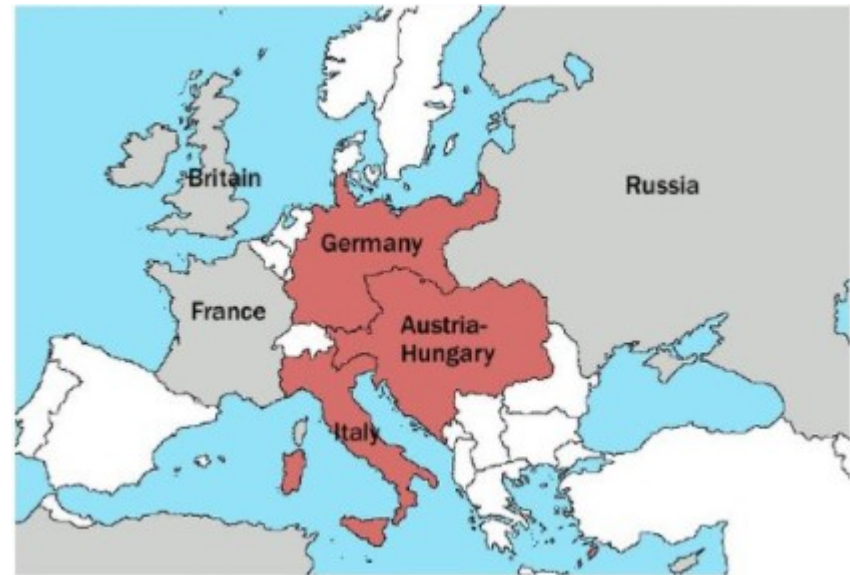 Britain
Russia
Germany
France
Austria-
Hungary
Italy